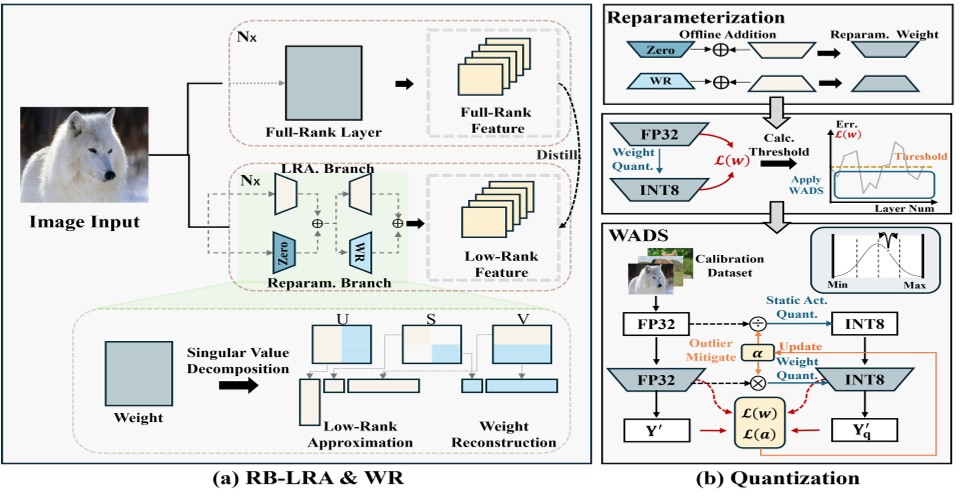 Nx
Full-Rank Layer
Full-Rank
Feature
Distill
Image Input
Nx
LRA. Branch
Zero
WR
Reparam. Branch
Low-Rank
Feature
Singular Value
Decomposition
Weight
U
S
V
Low-Rank
Approximation
Weight
Reconstruction
(a) RB-LRA & WR
Reparameterization
Offline Addition
Reparam. Weight
Zero
WR
FP32
Weight
Quant.
INT8
ℒ(w)
Calc.
Threshold
Err.
ℒ(w)
Threshold
Apply
WADS
Layer Num
WADS
Calibration
Dataset
Min
Max
FP32
÷
Static Act.
Quant.
INT8
Outlier
Mitigate
α
Update
Weight
Quant.
FP32
INT8
Y′
ℒ(w)
ℒ(a)
Y′q
(b) Quantization